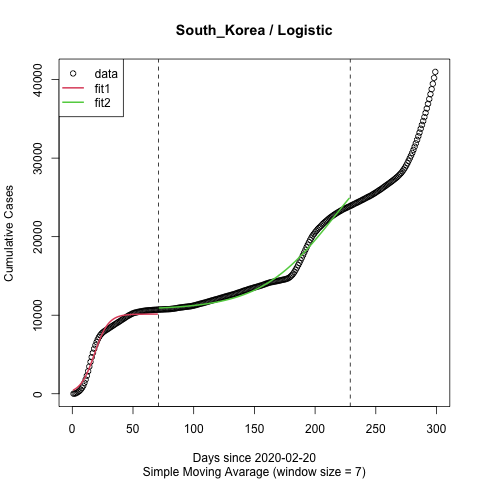 South_Korea / Logistic
data
fit1
fit2
Cumulative Cases
0
10000
20000
30000
40000
0 50 100 150 200 250 300
Days since 2020-02-20
Simple Moving Avarage (window size = 7)